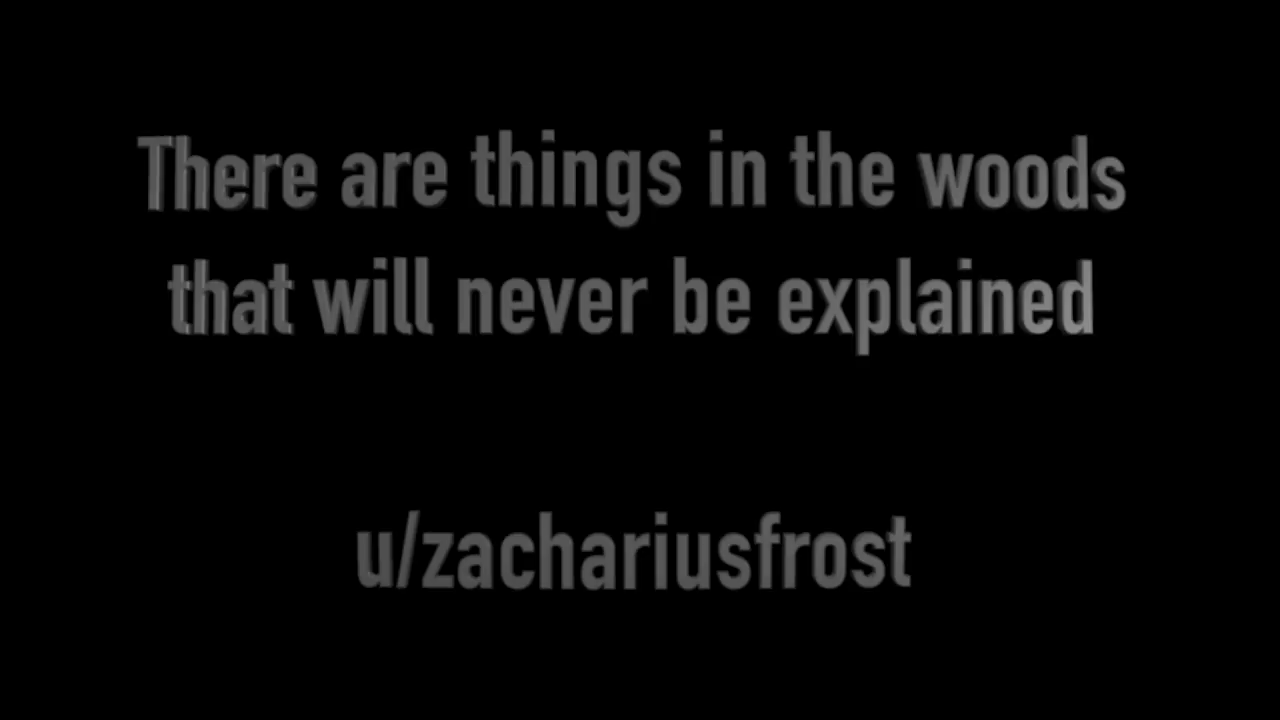 There are things in the woods
that will never be explained
u/zachariusfrost